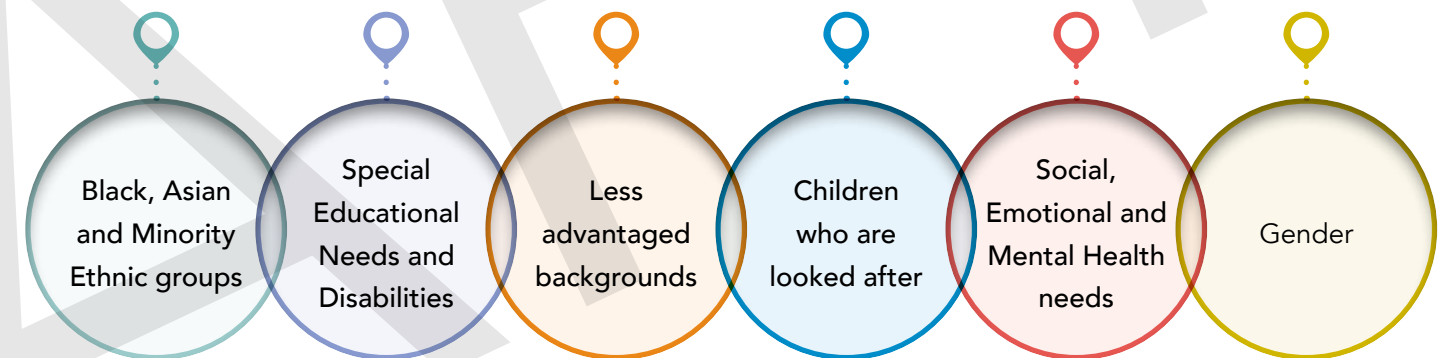 Black, Asian
and Minority
Ethnic groups
Special
Educational
Needs and
Disabilities
Less
advantaged
backgrounds
Children
who are
looked after
Social,
Emotional and
Mental Health
needs
Gender